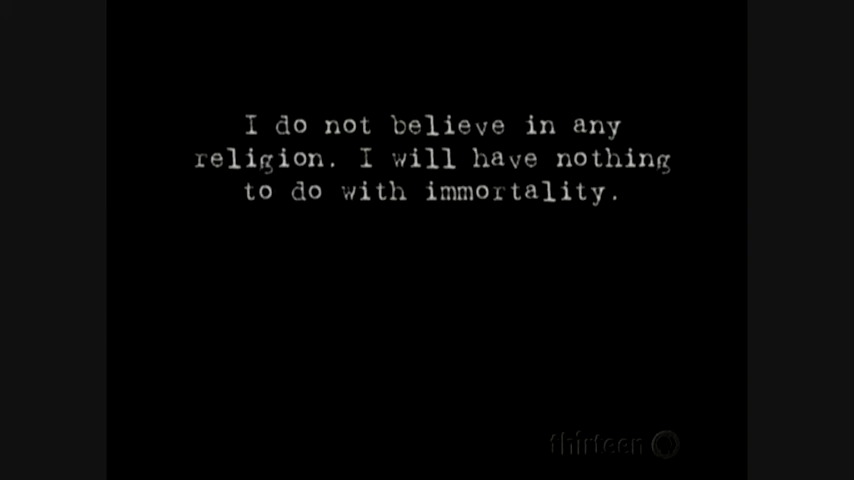 I do not believe in any
religion. I will have nothing
to do with immortality.
thirteen